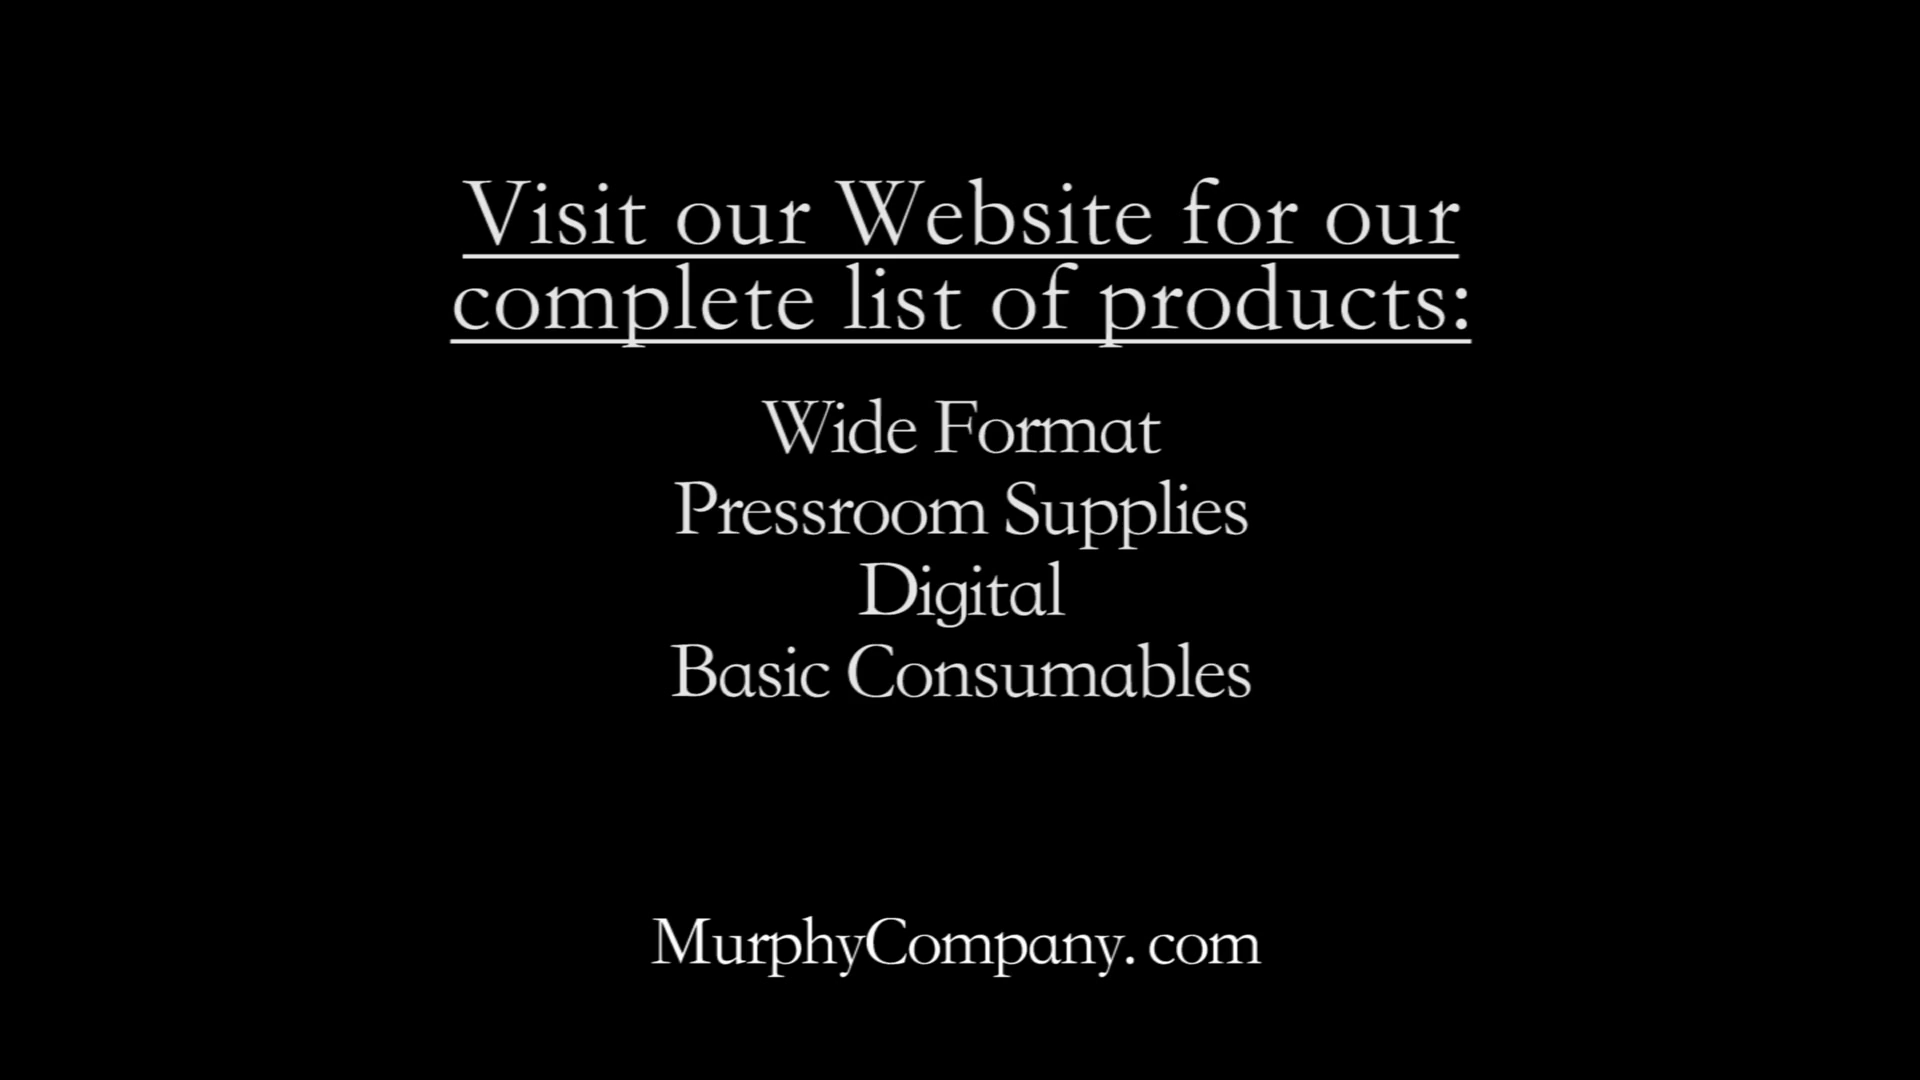 Visit our Website for our
complete list of products:
Wide Format
Pressroom Supplies
Digital
Basic Consumables
MurphyCompany. com